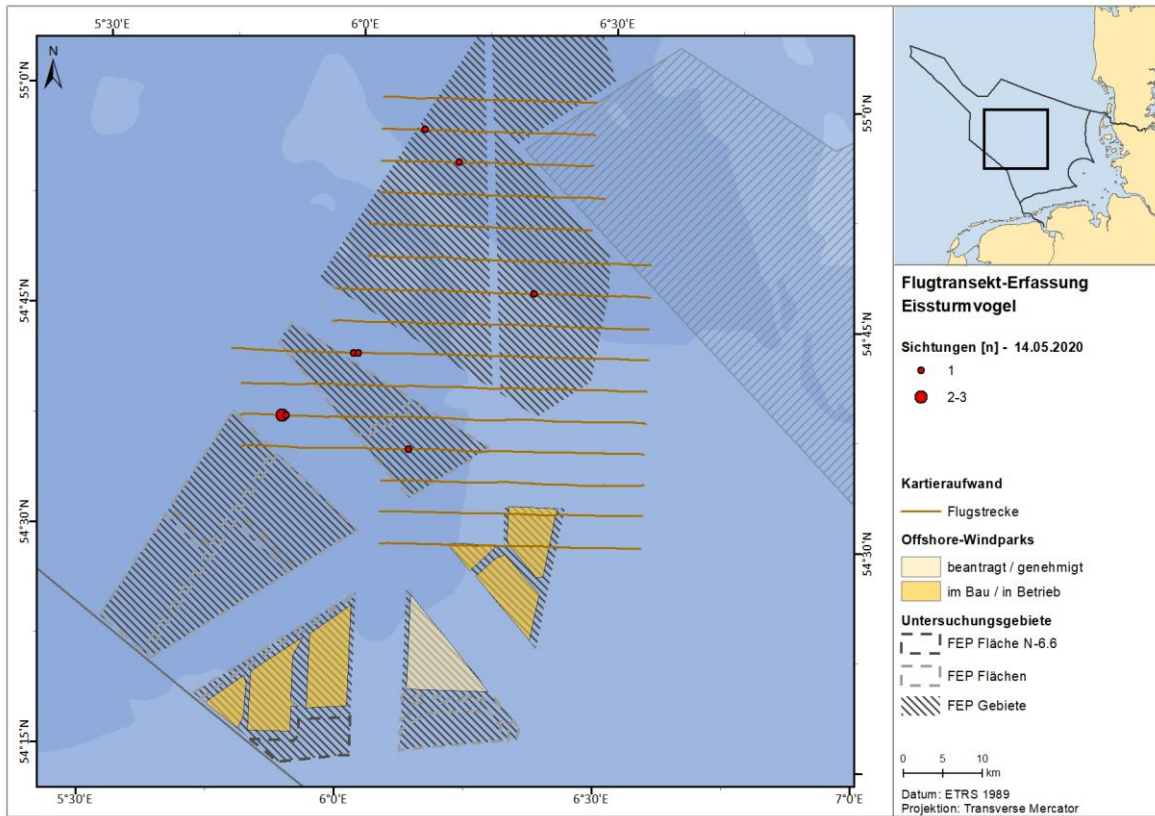 5°30'E
6°0'E
6°30'E
N
55°0'N
55°0'N
54°45'N
54°45'N
54°30'N
54°30'N
54°15'N
5°30'E
6°0'E
6°30'E
7°0'E
Flugtransekt-Erfassung
Eissturmvogel
Sichtungen [n] - 14.05.2020
1
2-3
Kartieraufwand
Flugstrecke
Offshore-Windparks
beantragt / genehmigt
im Bau / in Betrieb
Untersuchungsgebiete
FEP Fläche N-6.6
FEP Flächen
FEP Gebiete
0 5 10
km
Datum: ETRS 1989
Projektion: Transverse Mercator